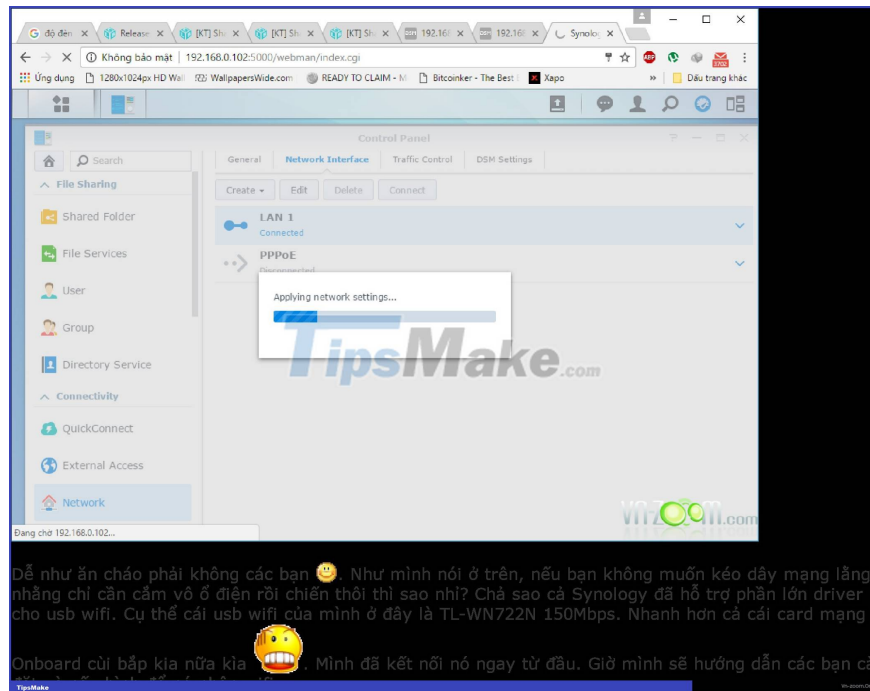 độ đên
Release
[KT] Sh
[KT] Sh
[KT] Sh
192.16
192.16
Synolo
Không bảo mật | 192.168.0.102:5000/webman/index.cgi
Ứng dụng 1280x1024px HD Wall WallpapersWide.com READY TO CLAIM - M Bitcoinker - The Best Xapo » Dấu trang khác
Control Panel
Search
General Network Interface Traffic Control DSM Settings
File Sharing
Create Edit Delete Connect
Shared Folder
LAN 1
Connected
File Services
PPPoE
Disconnected
User
Applying network settings...
Group
TipsMake.com
Directory Service
Connectivity
QuickConnect
External Access
Network
vn-zoom.com
Đang chờ 192.168.0.102...
Dễ như ăn cháo phải không các bạn . Như mình nói ở trên, nếu bạn không muốn kéo dây mạng lằng
nhằng chỉ cần cắm vô ổ điện rồi chiến thôi thì sao nhỉ? Chả sao cả Synology đã hỗ trợ phần lớn driver
cho usb wifi. Cụ thể cái usb wifi của mình ở đây là TL-WN722N 150Mbps. Nhanh hơn cả cái card mạng
Onboard cùi bắp kia nữa kìa . Mình đã kết nối nó ngay từ đầu. Giờ mình sẽ hướng dẫn các bạn cà
TipsMake